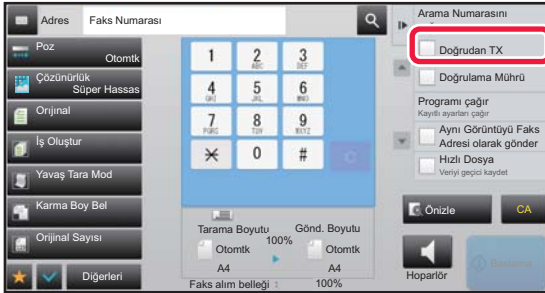 Adres
Faks Numarası
Poz
Otomtk
Çözünürlük
Süper Hassas
Orijinal
İş Oluştur
Yavaş Tara Mod
Karma Boy Bel
Orijinal Sayısı
Diğerleri
1
2
ABC
3
DEF
4
GHI
5
JKL
6
MNO
7
PQRS
8
TUV
9
WXYZ
0
#
C
Tarama Boyutu
Gönd. Boyutu
100%
Otomtk
Otomtk
A4
A4
Faks alım belleği :
100%
Arama Numarasını
Doğrudan TX
Doğrulama Mührü
Programı çağır
Kayıtlı ayarları çağır
Aynı Görüntüyü Faks
Adresi olarak gönder
Hızlı Dosya
Veriyi geçici kaydet
Önizle
CA
Hoparlör